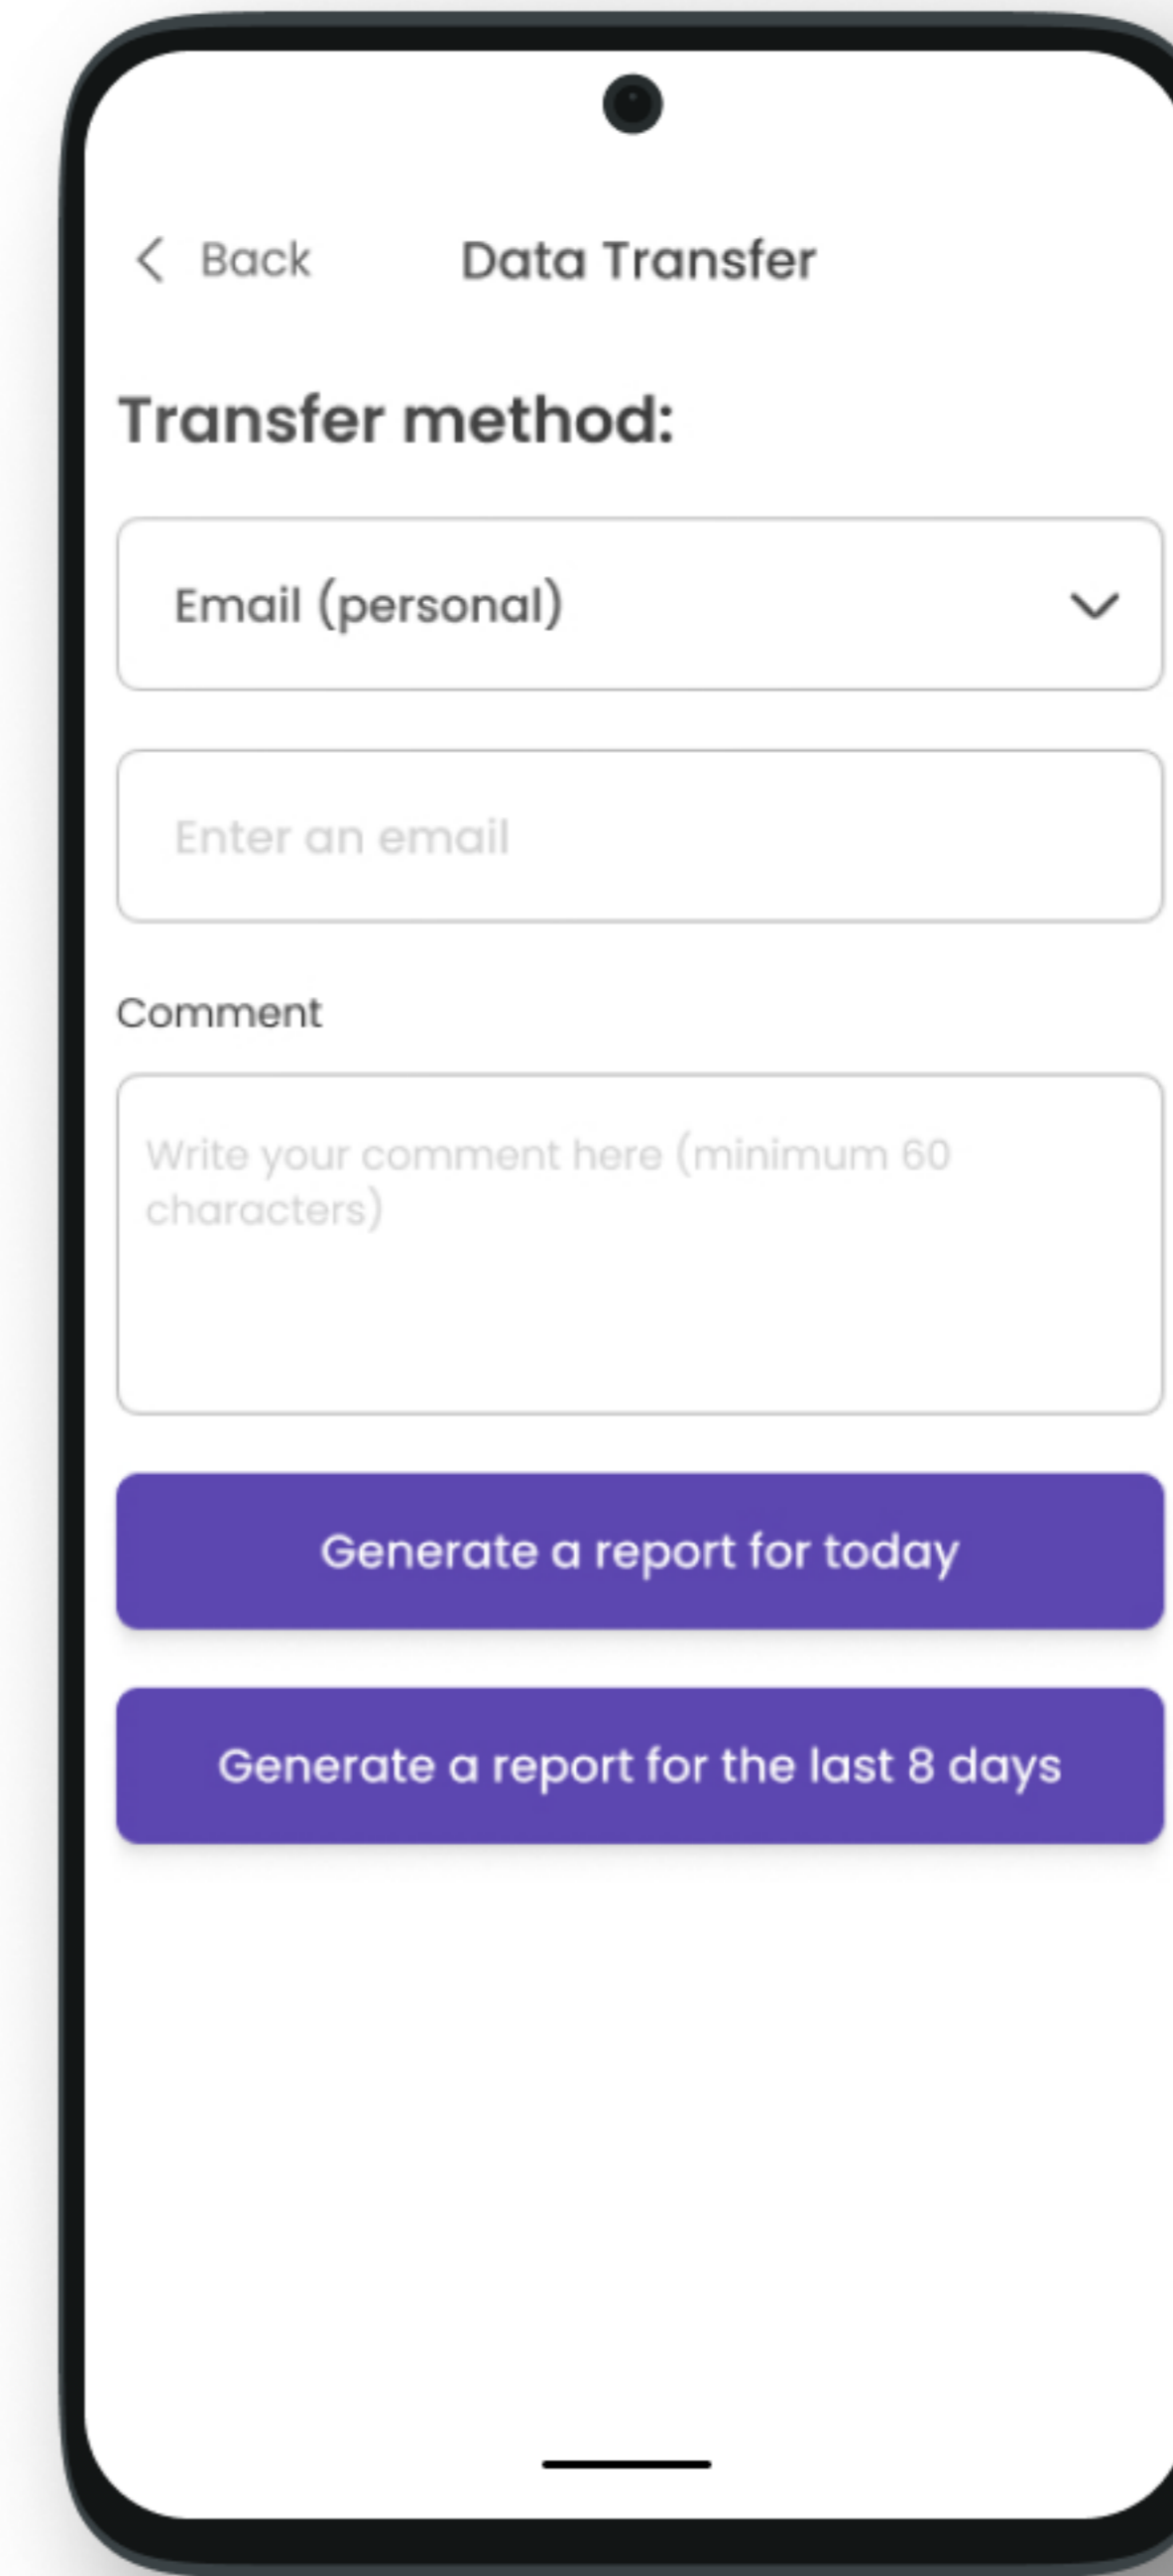 Back
Data Transfer
Transfer method:
Email (personal)
Enter an email
Comment
Write your comment here (minimum 60
characters)
Generate a report for today
Generate a report for the last 8 days